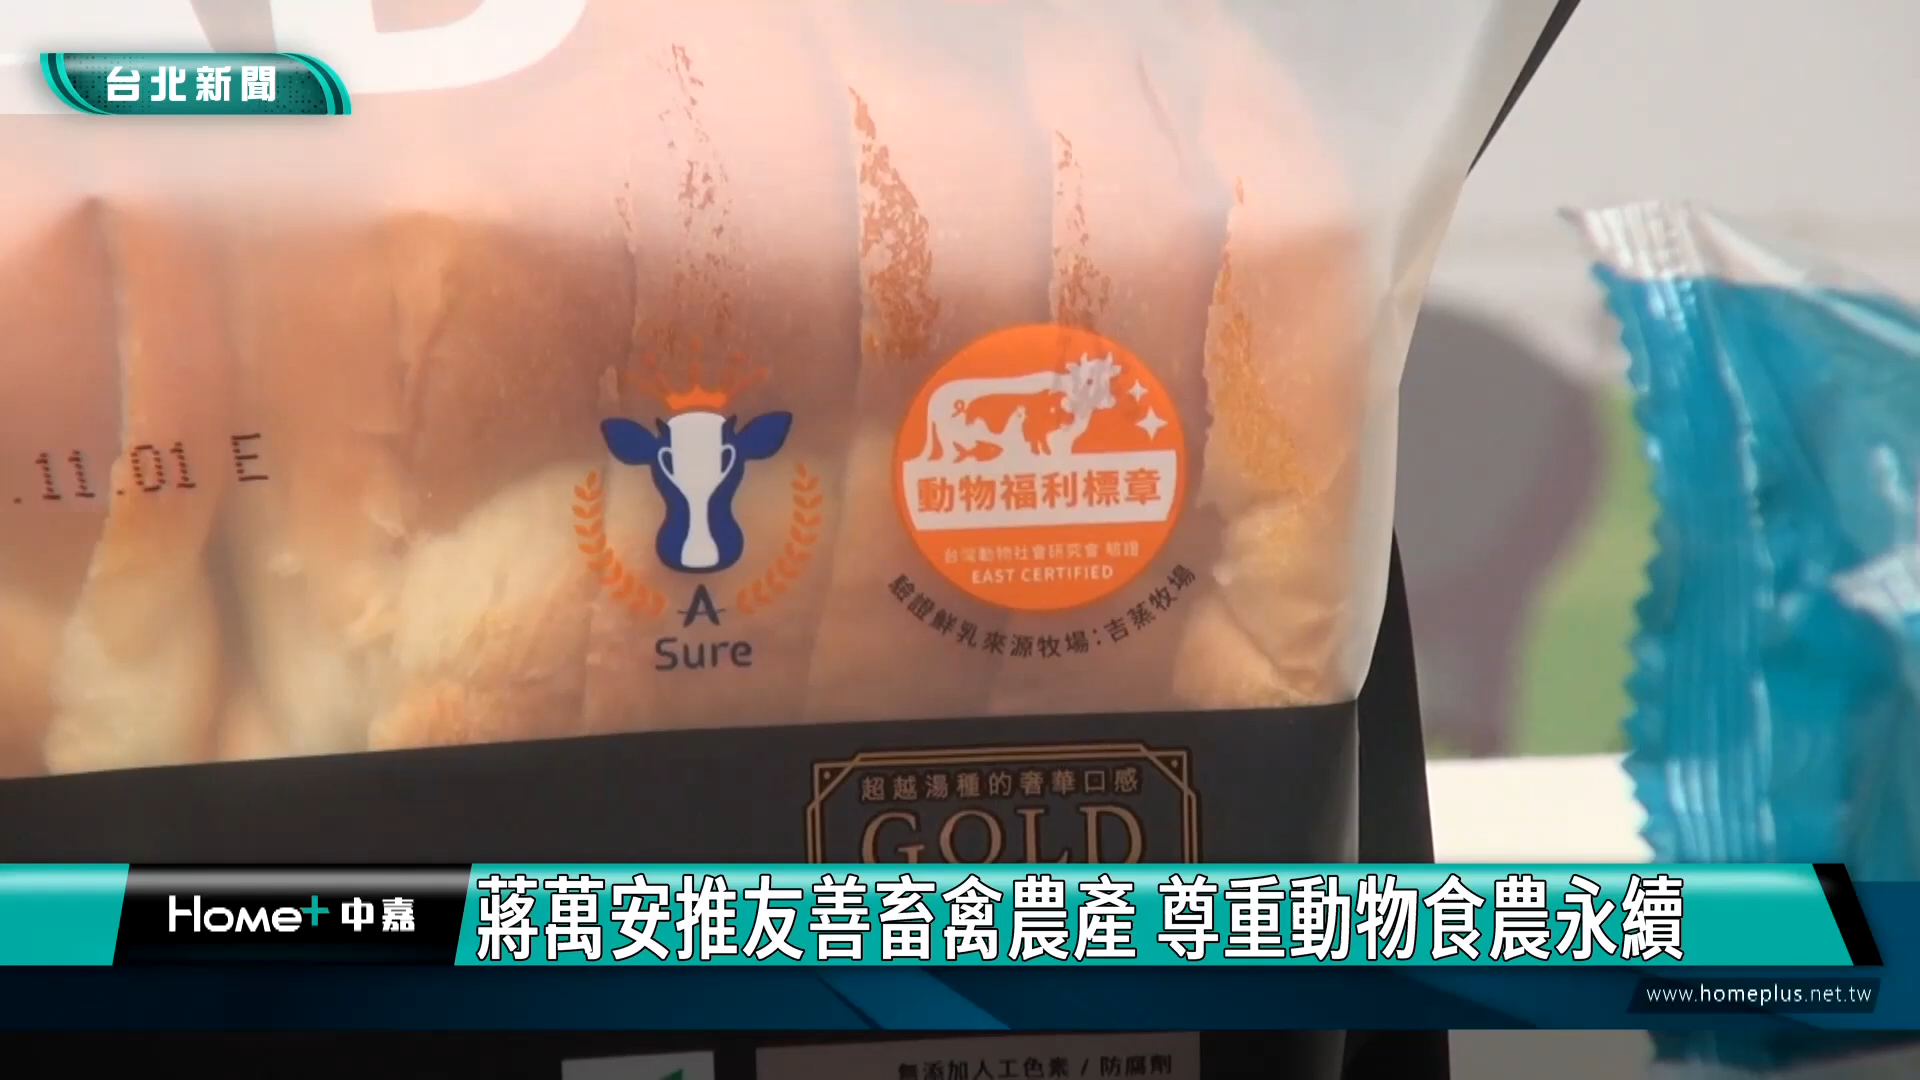 台北新聞
.11.01 E
動物福利標章
台灣動物社會研究會 驗證
EAST CERTIFIED
驗證鮮乳來源牧場：吉蒸牧場
A
Sure
超越湯種的奢華口感
GOLD
Home+ 中嘉
蔣萬安推友善畜禽農產 尊重動物食農永續
www.homeplus.net.tw
無添加人工色素 / 防腐劑